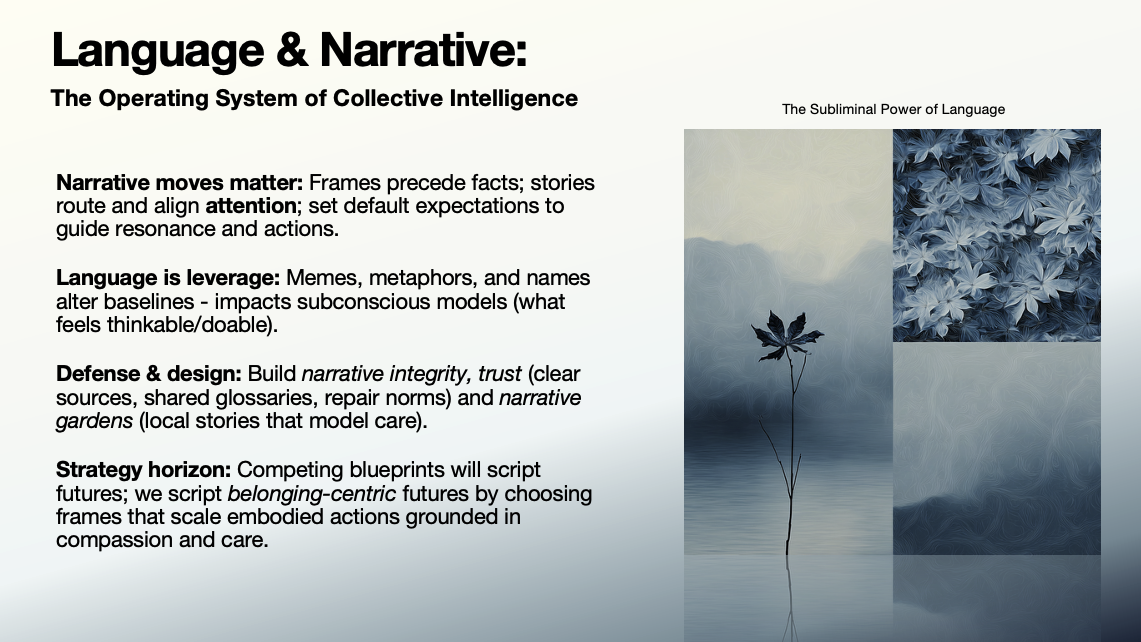 Language & Narrative:
The Operating System of Collective Intelligence
The Subliminal Power of Language
Narrative moves matter: Frames precede facts; stories
route and align attention; set default expectations to
guide resonance and actions.
Language is leverage: Memes, metaphors, and names
alter baselines - impacts subconscious models (what
feels thinkable/doable).
Defense & design: Build narrative integrity, trust (clear
sources, shared glossaries, repair norms) and narrative
gardens (local stories that model care).
Strategy horizon: Competing blueprints will script
futures; we script belonging-centric futures by choosing
frames that scale embodied actions grounded in
compassion and care.